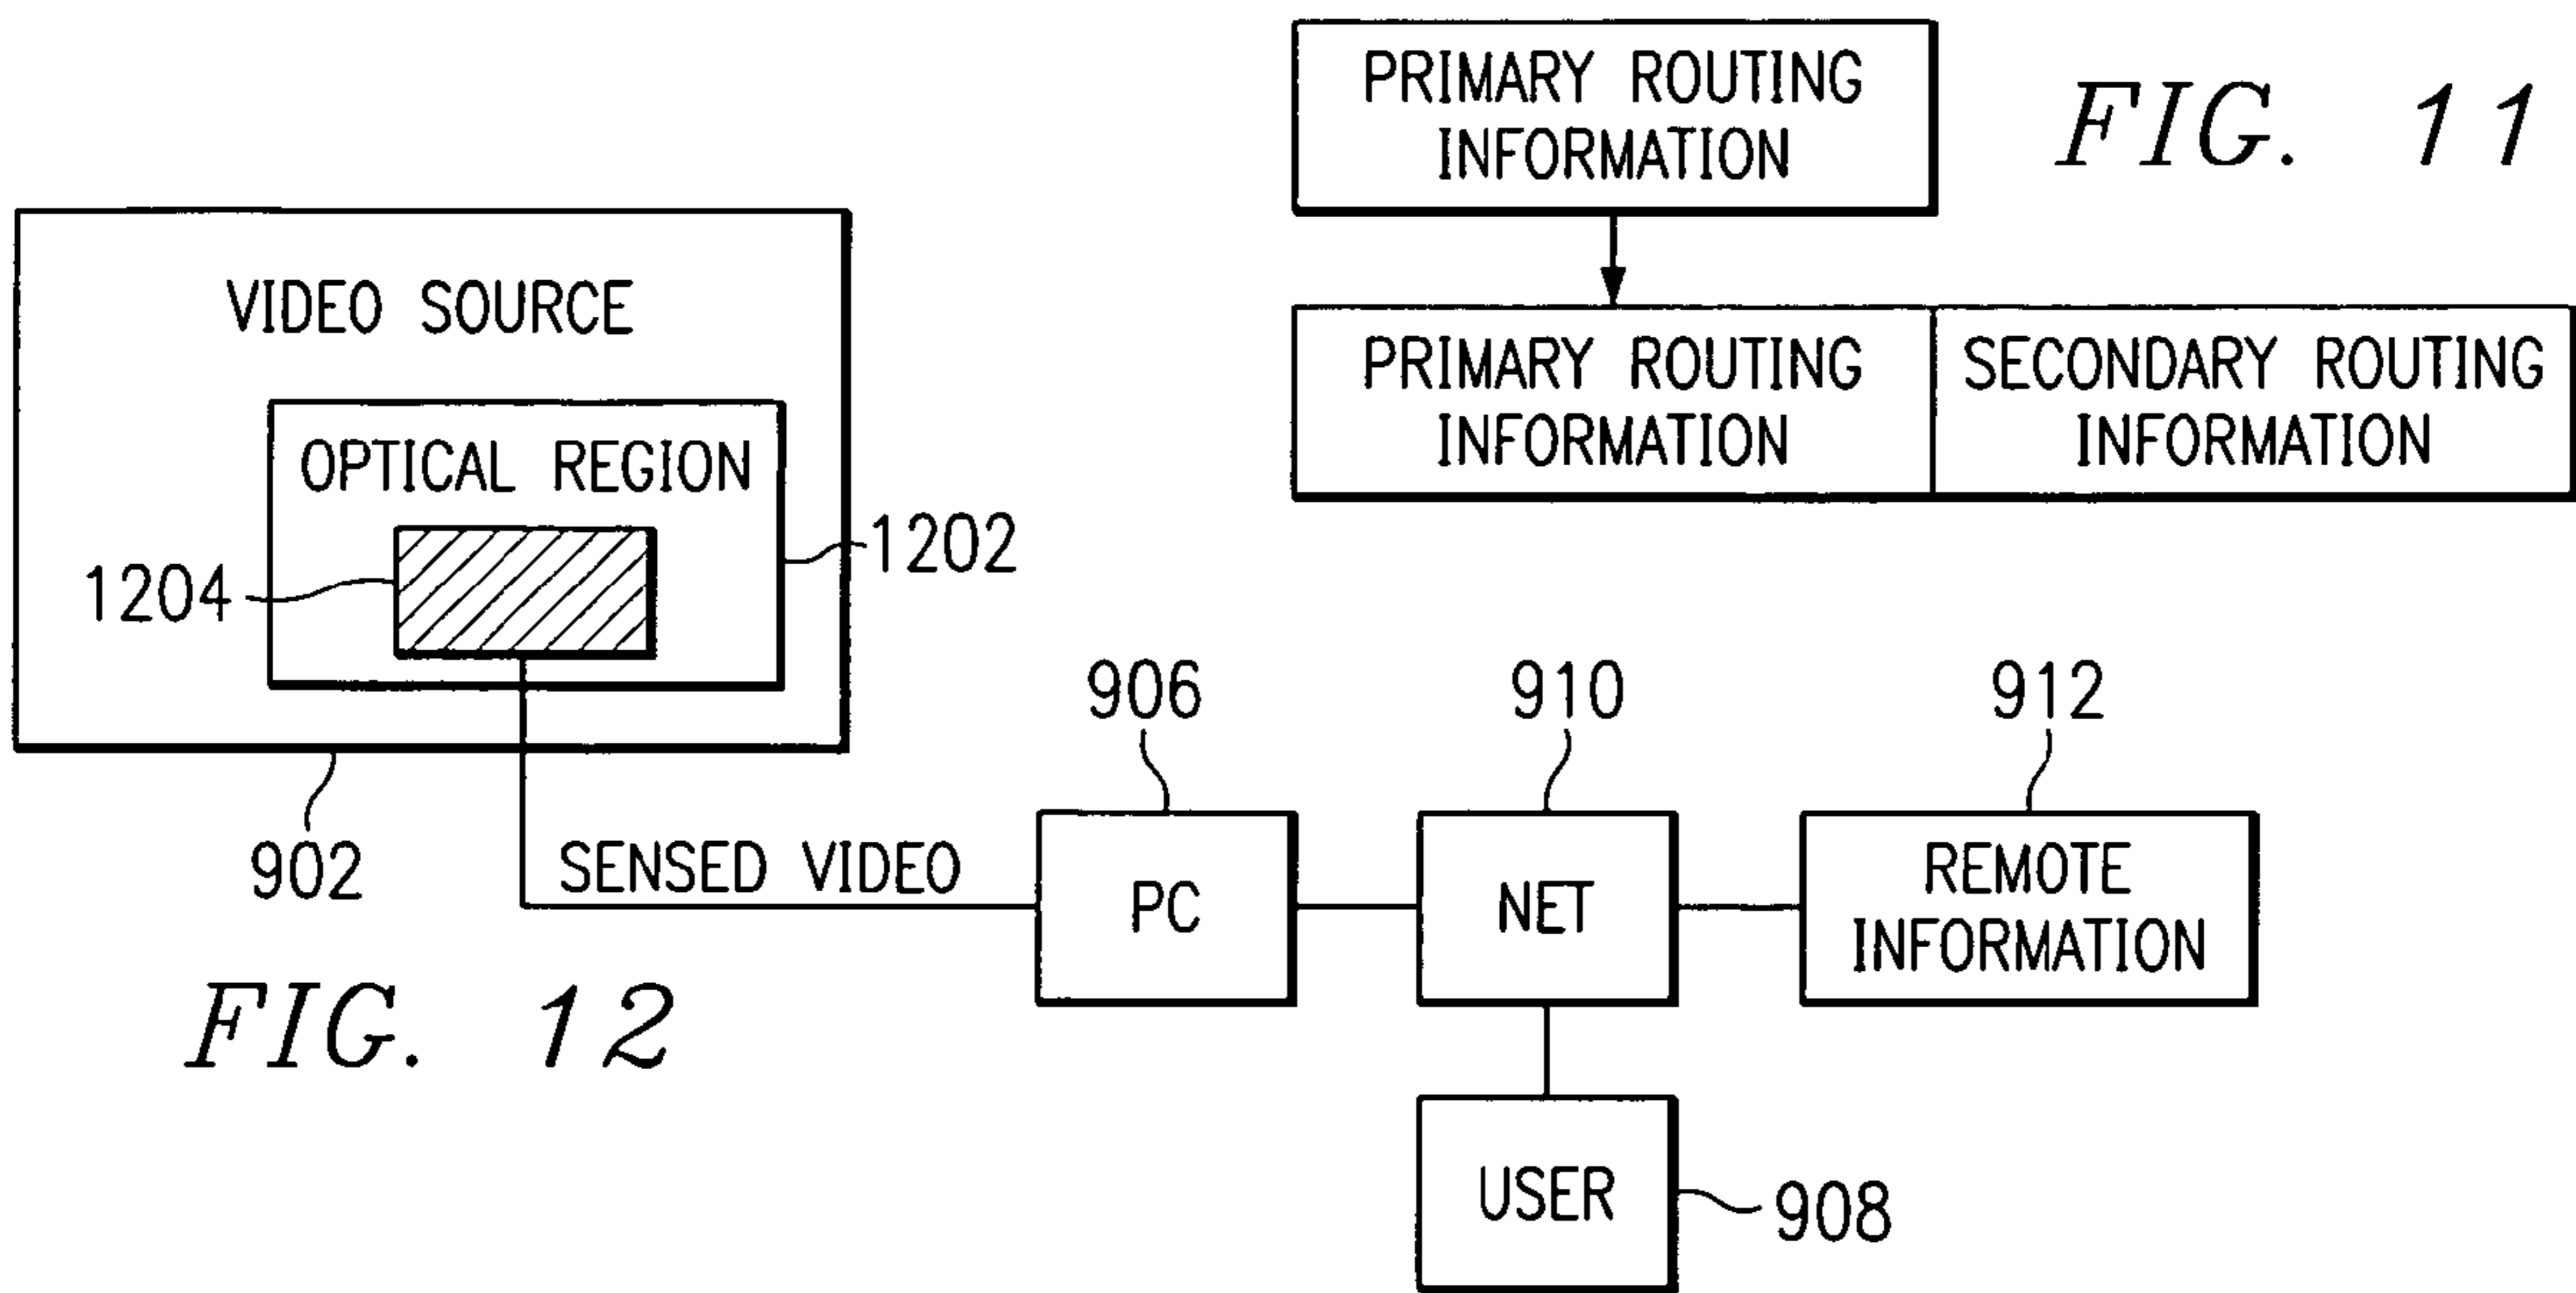 PRIMARY ROUTING
INFORMATION
FIG. 11
PRIMARY ROUTING
INFORMATION
SECONDARY ROUTING
INFORMATION
VIDEO SOURCE
OPTICAL REGION
1202
1204
902
SENSED VIDEO
906
PC
910
NET
912
REMOTE
INFORMATION
USER
908
FIG. 12